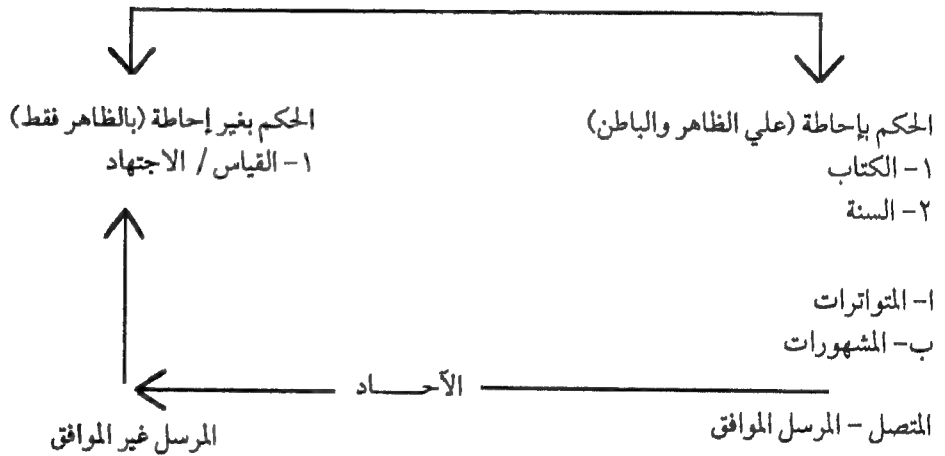 الحكم بإحاطة (علي الظاهر والباطن)
١- الكتاب
٢- السنة
ا- المتواترات
ب- المشهورات
المتصل - المرسل الموافق
الآحـــاد
الحكم بغير إحاطة (بالظاهر فقط)
١- القياس / الاجتهاد
المرسل غير الموافق